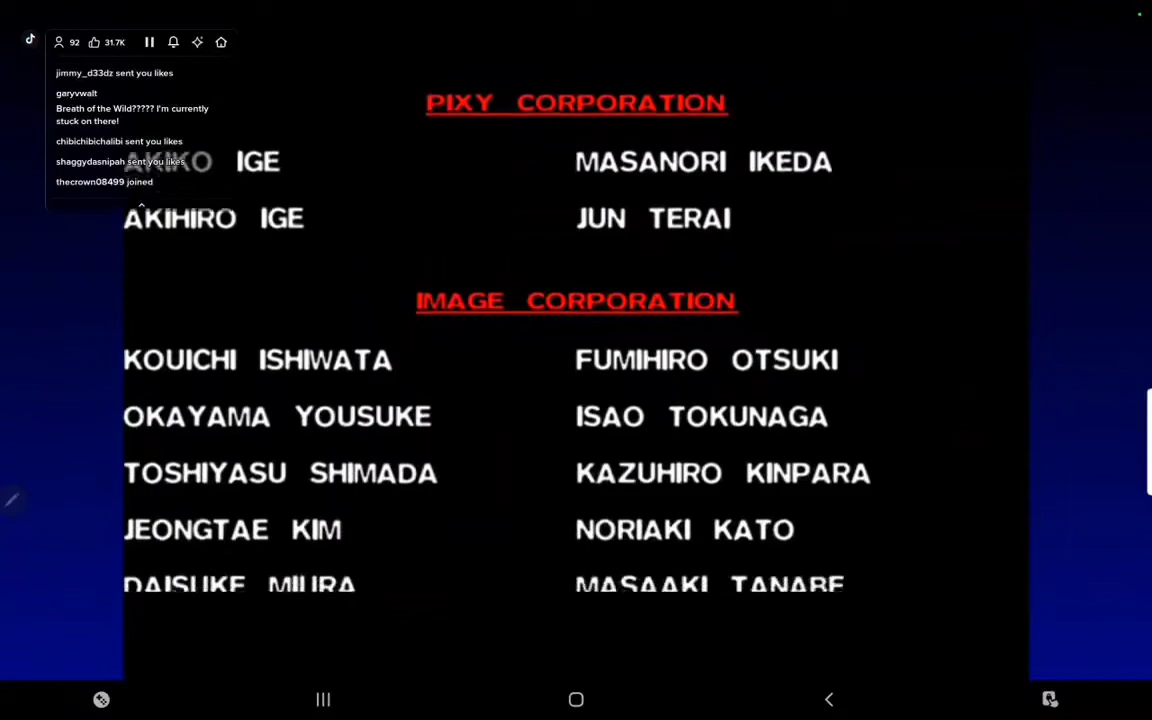 92 31.7K
jimmy_d33dz sent you likes
garyvwalt
Breath of the Wild????? I'm currently
stuck on there!
chibichibichalibi sent you likes
shaggydasnipah sent you likes
thecrown08499 joined
PIXY CORPORATION
AKIKO IGE MASANORI IKEDA
AKIHIRO IGE JUN TERAI
IMAGE CORPORATION
KOUICHI ISHIWATA FUMIHIRO OTSUKI
OKAYAMA YOUSUKE ISAO TOKUNAGA
TOSHIYASU SHIMADA KAZUHIRO KINPARA
JEONGTAE KIM NORIAKI KATO
DAISUKE MIURA MASAAKI TANABE